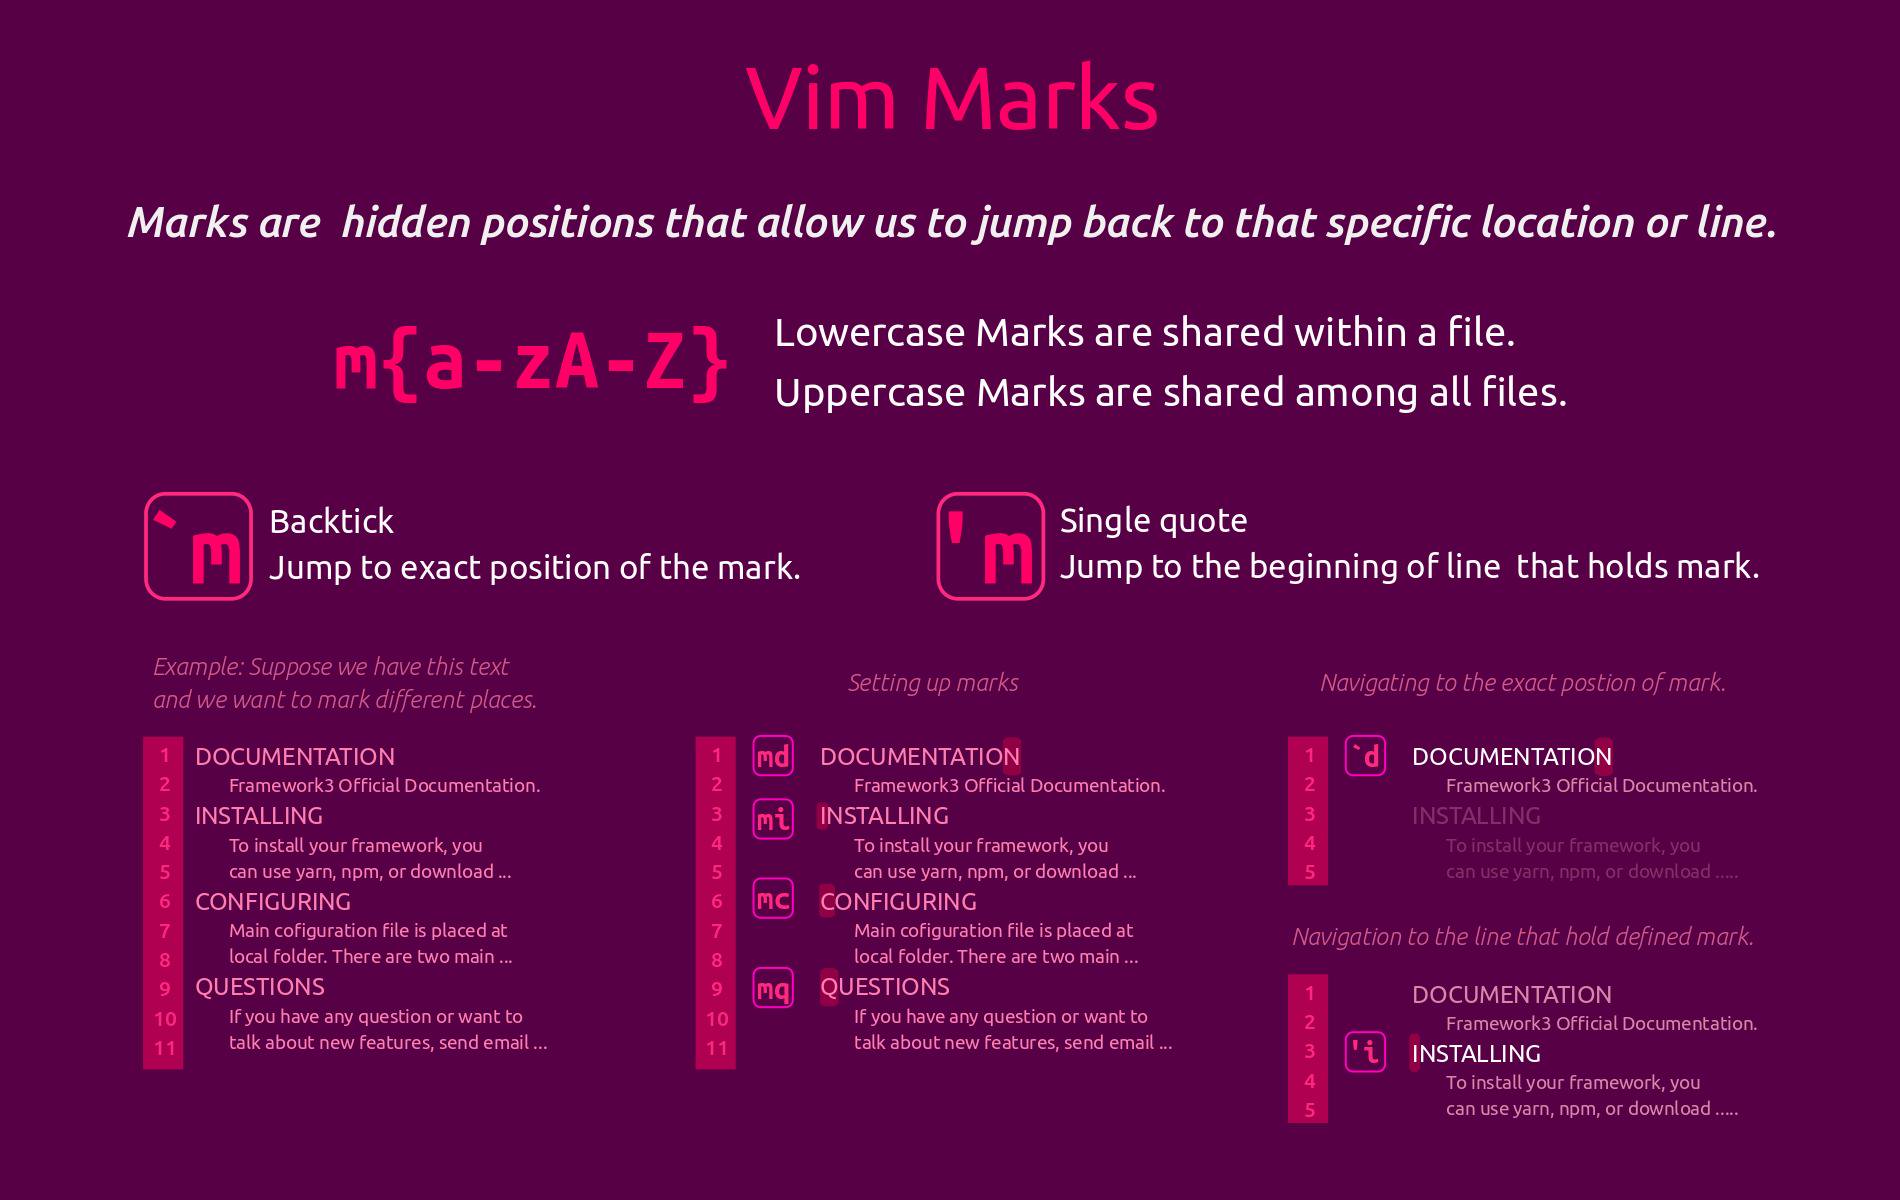 Vim Marks
Marks are  hidden positions that allow us to jump back to that specific location or line.
m{a-zA-Z}
Lowercase Marks are shared within a file.
Uppercase Marks are shared among all files.
`m
Backtick
Jump to exact position of the mark.
'm
Single quote
Jump to the beginning of line  that holds mark.
Example: Suppose we have this text
and we want to mark different places.
1 DOCUMENTATION
2 Framework3 Official Documentation.
3 INSTALLING
4 To install your framework, you
5 can use yarn, npm, or download ...
6 CONFIGURING
7 Main cofiguration file is placed at
8 local folder. There are two main ...
9 QUESTIONS
10 If you have any question or want to
11 talk about new features, send email ...
Setting up marks
1 md DOCUMENTATION
2 Framework3 Official Documentation.
3 mi INSTALLING
4 To install your framework, you
5 can use yarn, npm, or download ...
6 mc CONFIGURING
7 Main cofiguration file is placed at
8 local folder. There are two main ...
9 mq QUESTIONS
10 If you have any question or want to
11 talk about new features, send email ...
Navigating to the exact postion of mark.
1 `d DOCUMENTATION
2 Framework3 Official Documentation.
3 INSTALLING
4 To install your framework, you
5 can use yarn, npm, or download .....
Navigation to the line that hold defined mark.
1 DOCUMENTATION
2 Framework3 Official Documentation.
3 'i INSTALLING
4 To install your framework, you
5 can use yarn, npm, or download .....